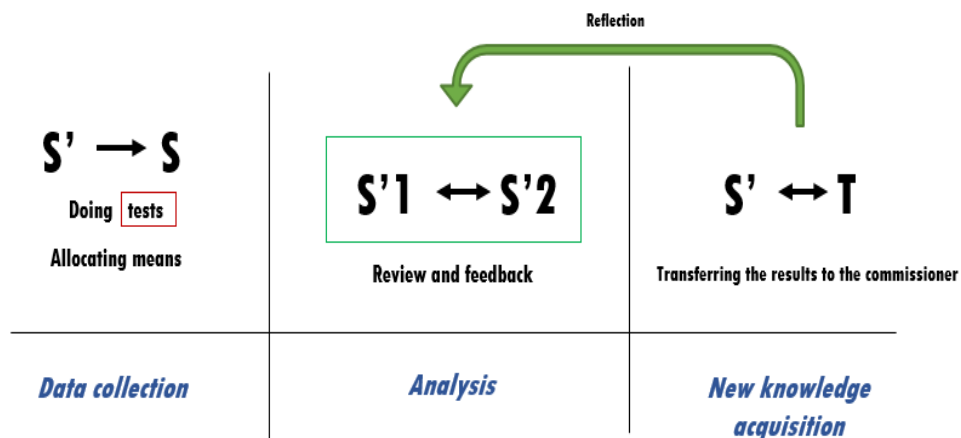 Reflection
S’ → S
Doing tests
Allocating means
S’1 ↔ S’2
Review and feedback
S’ ↔ T
Transferring the results to the commissioner
Data collection
Analysis
New knowledge
acquisition